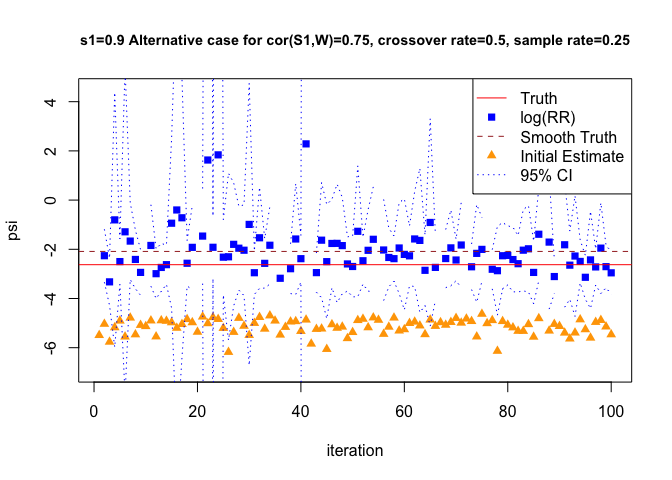 s1=0.9 Alternative case for cor(S1,W)=0.75, crossover rate=0.5, sample rate=0.25
Truth
log(RR)
Smooth Truth
Initial Estimate
95% CI
psi
4
2
0
-2
-4
-6
0
20
40
60
80
100
iteration